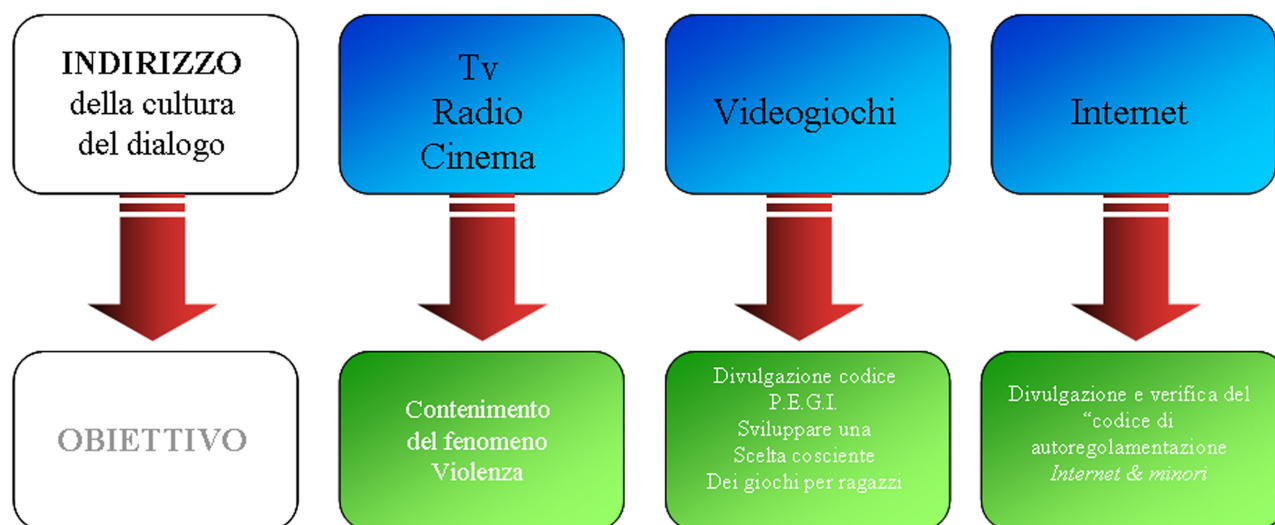 INDIRIZZO
della cultura
del dialogo
Tv
Radio
Cinema
Videogiochi
Internet
OBIETTIVO
Contenimento
del fenomeno
Violenza
Divulgazione codice
P.E.G.I.
Sviluppare una
Scelta cosciente
Dei giochi per ragazzi
Divulgazione e verifica del
“codice di
autoregolamentazione
Internet & minori